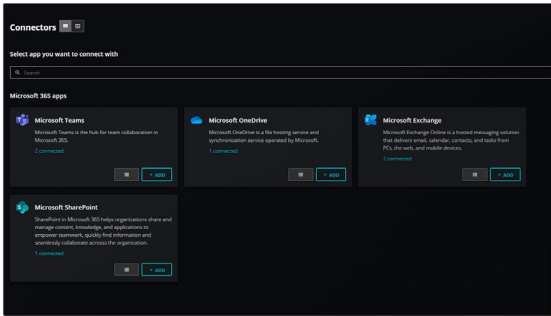 Connectors
Select app you want to connect with
Search
Microsoft 365 apps
Microsoft Teams
Microsoft Teams is the hub for team collaboration in
Microsoft 365.
2 connected
+ ADD
Microsoft OneDrive
Microsoft OneDrive is a file hosting service and
synchronization service operated by Microsoft.
1 connected
+ ADD
Microsoft Exchange
Microsoft Exchange Online is a hosted messaging solution
that delivers email, calendar, contacts, and tasks from
PCs, the web, and mobile devices.
2 connected
+ ADD
Microsoft SharePoint
SharePoint in Microsoft 365 helps organizations share and
manage content, knowledge, and applications to
empower teamwork, quickly find information and
seamlessly collaborate across the organization.
1 connected
+ ADD